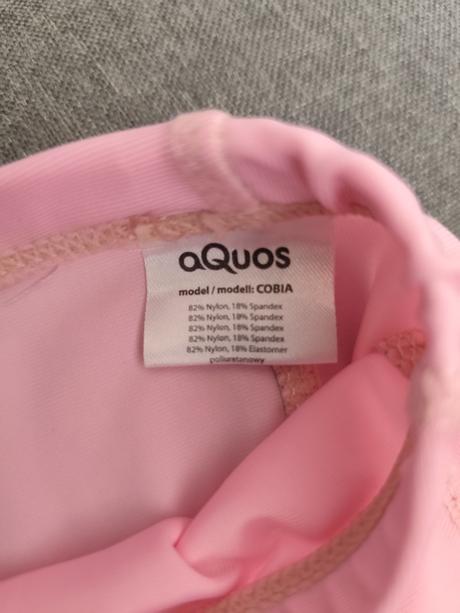 aQUOS
model / modell: COBIA
82% Nylon, 18% Spandex
82% Nylon, 18% Spandex
82% Nylon, 18% Spandex
82% Nylon, 18% Spandex
82% Nylon, 18% Elastomer
poliuretanowy